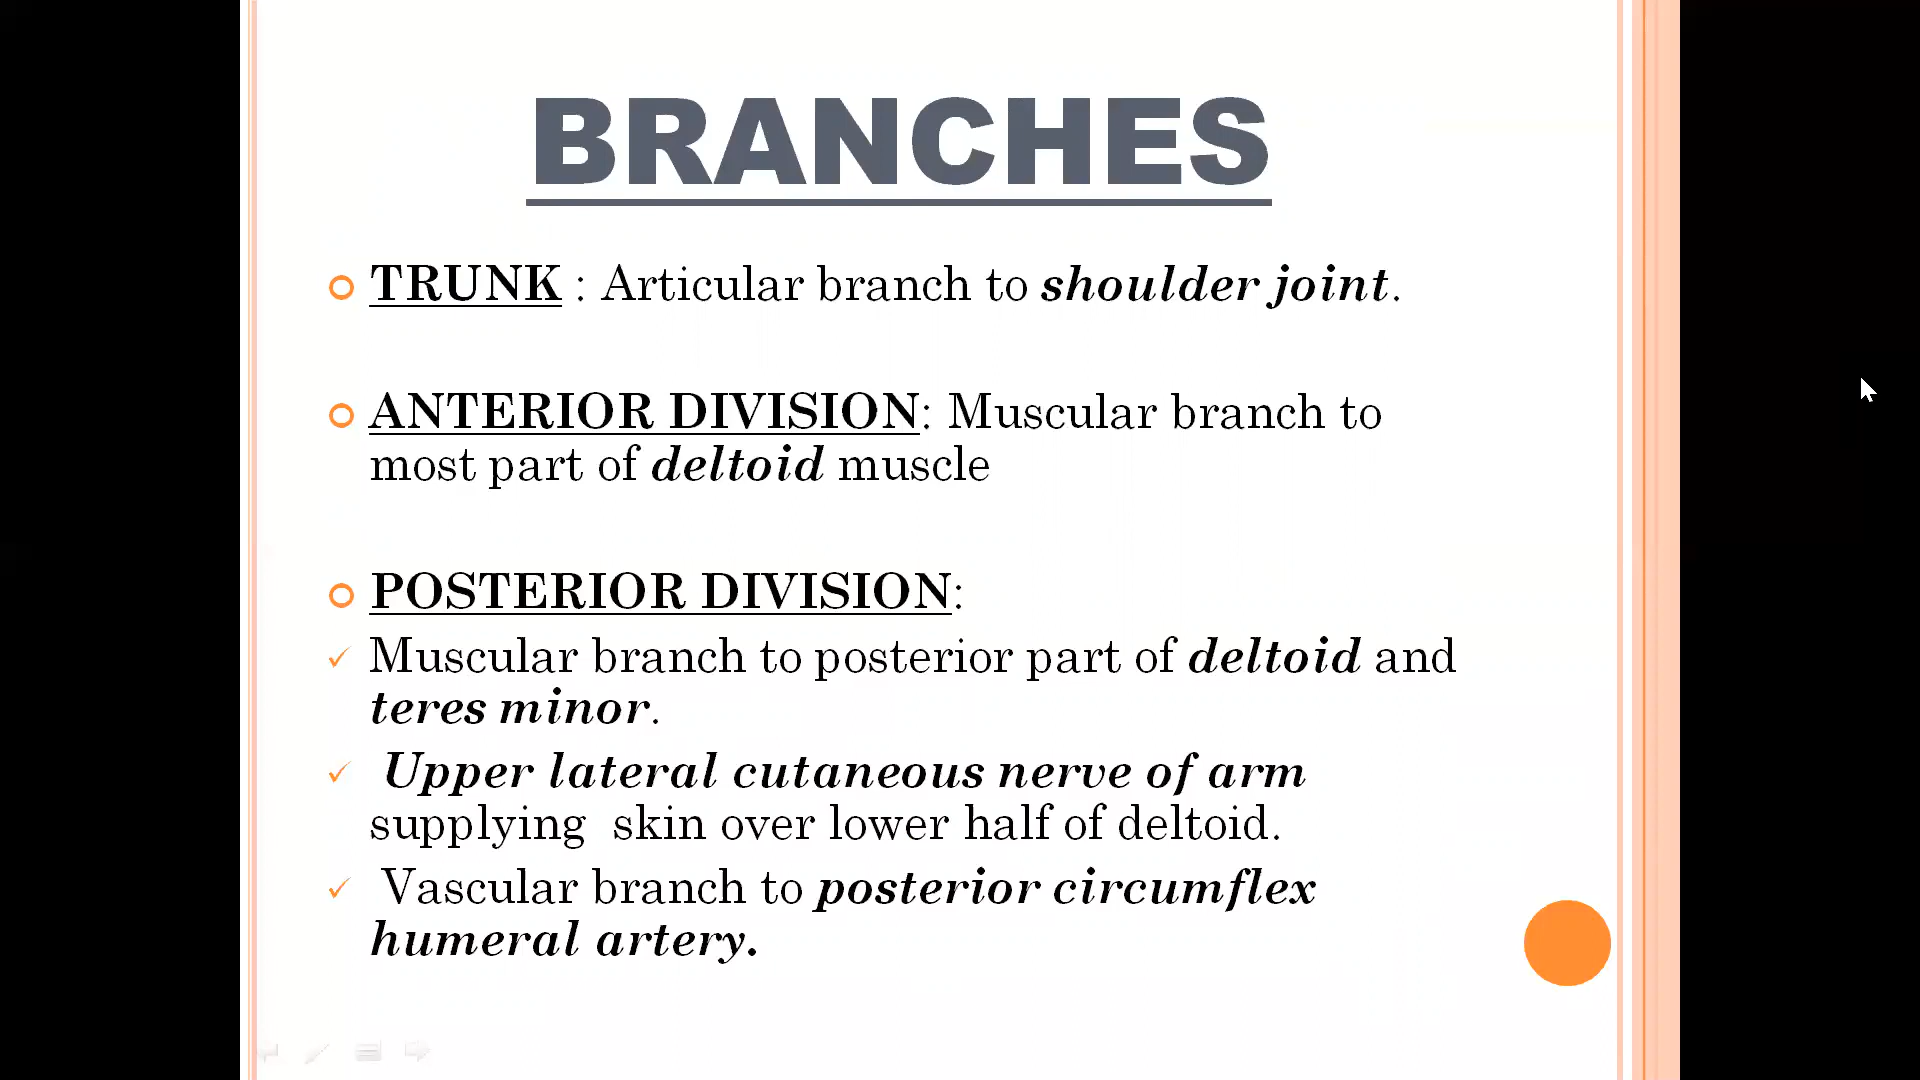 BRANCHES
TRUNK : Articular branch to shoulder joint.
ANTERIOR DIVISION: Muscular branch to
most part of deltoid muscle
POSTERIOR DIVISION:
Muscular branch to posterior part of deltoid and
teres minor.
Upper lateral cutaneous nerve of arm
supplying  skin over lower half of deltoid.
Vascular branch to posterior circumflex
humeral artery.